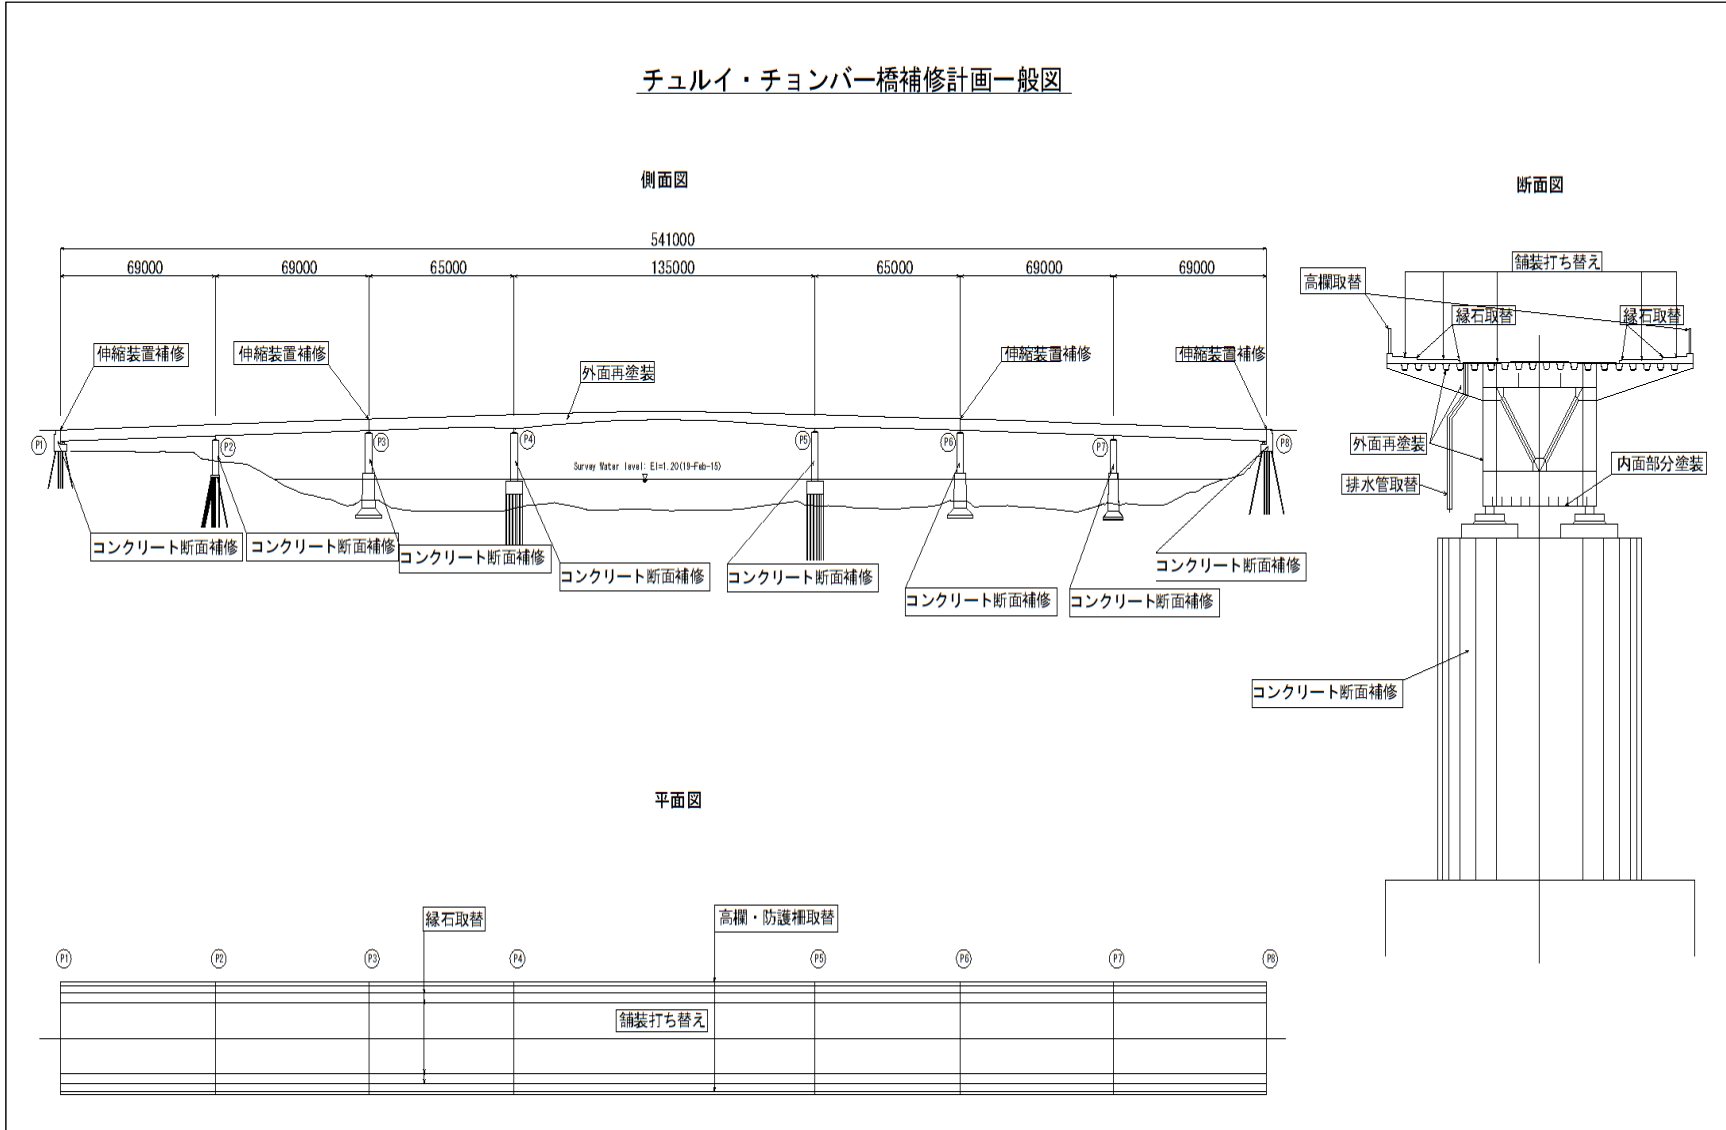 チュルイ・チョンバー橋補修計画一般図
側面図
断面図
541000
69000
69000
65000
135000
65000
69000
69000
伸縮装置補修
伸縮装置補修
外面再塗装
伸縮装置補修
伸縮装置補修
P1
P2
P3
P4
P5
P6
P7
P8
Survey Water level: El=1.20(19-Feb-15)
コンクリート断面補修
コンクリート断面補修
コンクリート断面補修
コンクリート断面補修
コンクリート断面補修
コンクリート断面補修
コンクリート断面補修
コンクリート断面補修
舗装打ち替え
高欄取替
縁石取替
縁石取替
外面再塗装
内面部分塗装
排水管取替
コンクリート断面補修
平面図
縁石取替
高欄・防護柵取替
P1
P2
P3
P4
P5
P6
P7
P8
舗装打ち替え